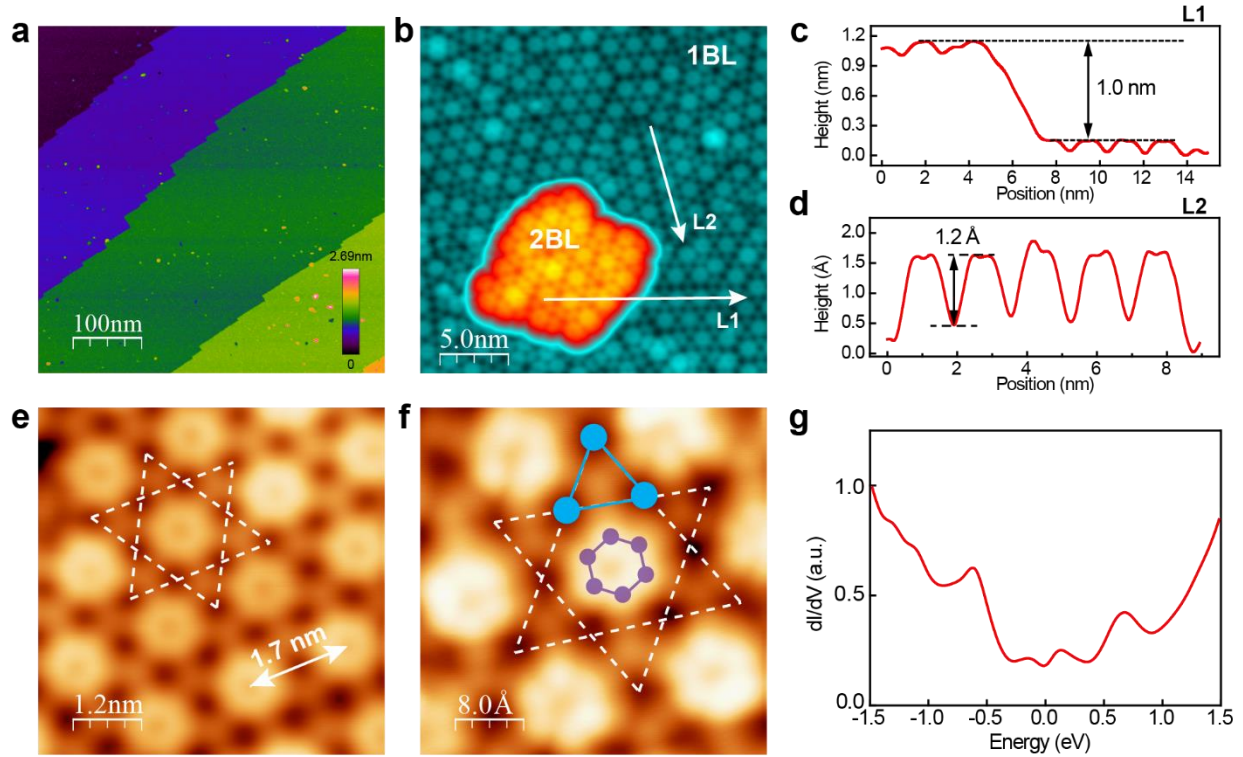 a
2.69nm
0
100nm
b
1BL
2BL
L2
L1
5.0nm
c
L1
Height (nm)
1.2
0.9
0.6
0.3
0.0
1.0 nm
0 2 4 6 8 10 12 14
Position (nm)
d
L2
Height (Å)
2.0
1.5
1.0
0.5
0.0
1.2 Å
0 2 4 6 8
Position (nm)
e
1.7 nm
1.2nm
f
8.0Å
g
dI/dV (a.u.)
1.0
0.5
0.0
-1.5 -1.0 -0.5 0.0 0.5 1.0 1.5
Energy (eV)